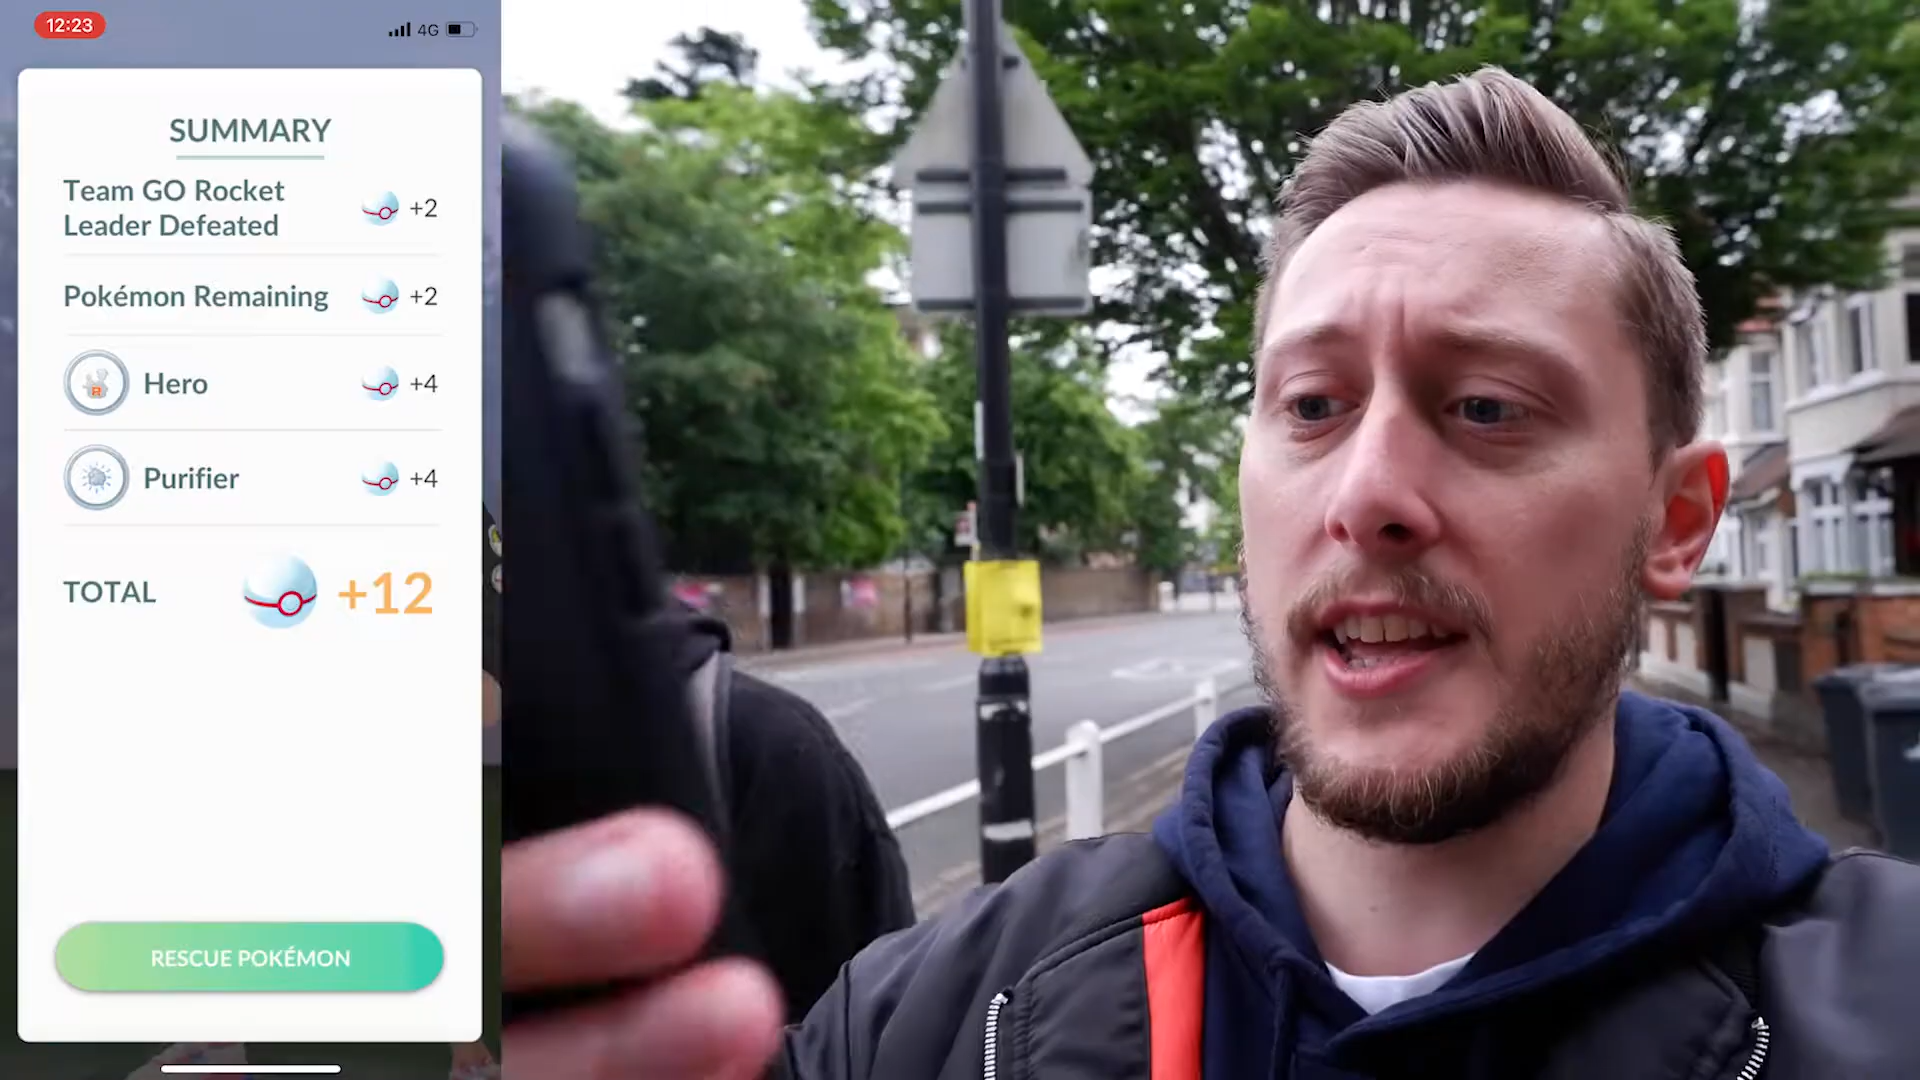 12:23
4G
SUMMARY
Team GO Rocket
Leader Defeated
+2
Pokémon Remaining
+2
Hero
+4
Purifier
+4
TOTAL
+12
RESCUE POKÉMON